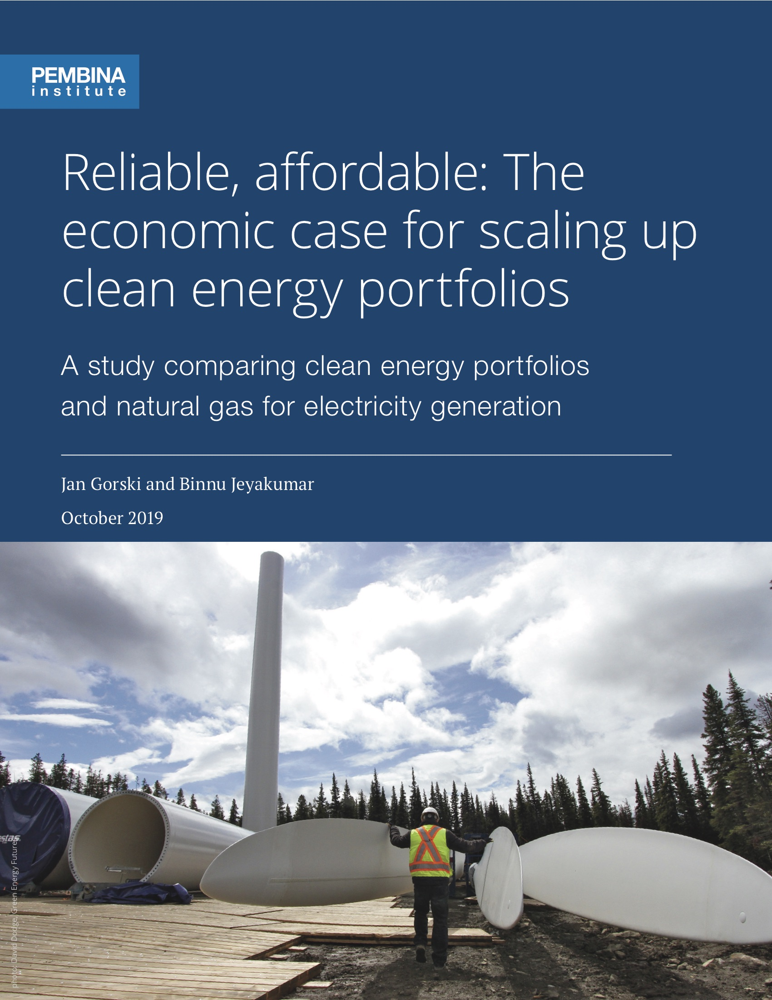 PEMBINA
institute
Reliable, affordable: The
economic case for scaling up
clean energy portfolios
A study comparing clean energy portfolios
and natural gas for electricity generation
Jan Gorski and Binnu Jeyakumar
October 2019
estas.
photo: David Dodge, Green Energy Futures